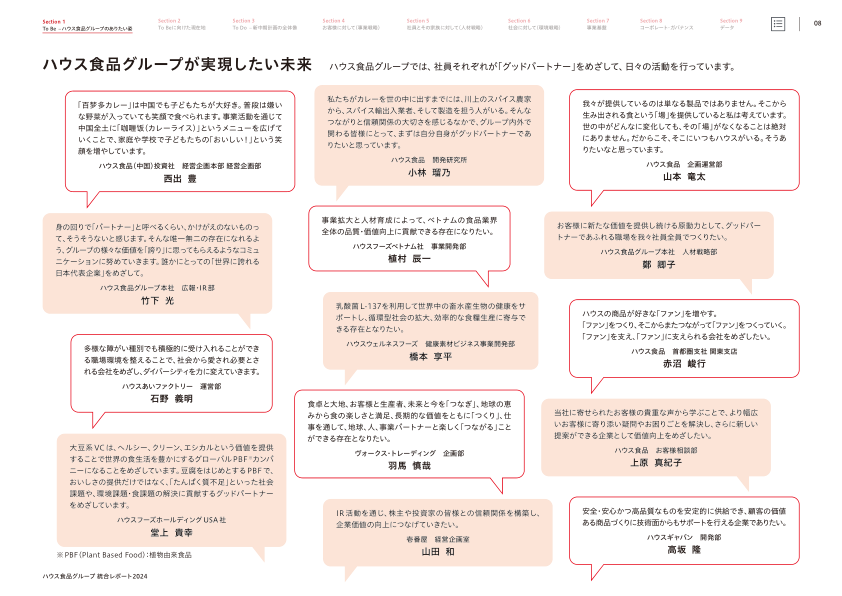 Section 1
To Be －ハウス食品グループのありたい姿
Section 2
To Beに向けた現在地
Section 3
To Do －新中期計画の全体像
Section 4
お客様に対して(事業戦略)
Section 5
社員とその家族に対して(人材戦略)
Section 6
社会に対して(環境戦略)
Section 7
事業基盤
Section 8
コーポレート・ガバナンス
Section 9
データ
08
ハウス食品グループが実現したい未来
ハウス食品グループでは、社員それぞれが「グッドパートナー」をめざして、日々の活動を行っています。
「百梦多カレー」は中国でも子どもたちが大好き。普段は嫌い
な野菜が入っていても笑顔で食べられます。事業活動を通じて
中国全土に「咖喱饭(カレーライス)」というメニューを広げて
いくことで、家庭や学校で子どもたちの「おいしい！」という笑
顔を増やしています。
ハウス食品(中国)投資社　経営企画本部 経営企画部
西出 豊
身の回りで「パートナー」と呼べるくらい、かけがえのないものっ
て、そうそうないと感じます。そんな唯一無二の存在になれるよ
う、グループの様々な価値を「誇り」に思ってもらえるようなコミュ
ニケーションに努めていきます。誰かにとっての「世界に誇れる
日本代表企業」をめざして。
ハウス食品グループ本社　広報・IR部
竹下 光
多様な障がい種別でも積極的に受け入れることができ
る職場環境を整えることで、社会から愛され必要とさ
れる会社をめざし、ダイバーシティを力に変えていきます。
ハウスあいファクトリー　運営部
石野 義明
大豆系VCは、ヘルシー、クリーン、エシカルという価値を提供
することで世界の食生活を豊かにするグローバルPBF※カンパ
ニーになることをめざしています。豆腐をはじめとするPBFで、
おいしさの提供だけではなく、「たんぱく質不足」といった社会
課題や、環境課題・食課題の解決に貢献するグッドパートナー
をめざしています。
ハウスフーズホールディングUSA社
堂上 貴幸
※PBF(Plant Based Food)：植物由来食品
私たちがカレーを世の中に出すまでには、川上のスパイス農家
から、スパイス輸出入業者、そして製造を担う人がいる。そんな
つながりと信頼関係の大切さを感じるなかで、グループ内外で
関わる皆様にとって、まずは自分自身がグッドパートナーであ
りたいと思っています。
ハウス食品　開発研究所
小林 瑠乃
事業拡大と人材育成によって、ベトナムの食品業界
全体の品質・価値向上に貢献できる存在になりたい。
ハウスフーズベトナム社　事業開発部
植村 辰一
乳酸菌L-137を利用して世界中の畜水産生物の健康をサ
ポートし、循環型社会の拡大、効率的な食糧生産に寄与で
きる存在となりたい。
ハウスウェルネスフーズ　健康素材ビジネス事業開発部
橋本 享平
食卓と大地、お客様と生産者、未来と今を「つなぎ」、地球の恵
みから食の楽しさと満足、長期的な価値をともに「つくり」、仕
事を通して、地球、人、事業パートナーと楽しく「つながる」こと
ができる存在となりたい。
ヴォークス・トレーディング　企画部
羽馬 慎哉
IR活動を通じ、株主や投資家の皆様との信頼関係を構築し、
企業価値の向上につなげていきたい。
壱番屋　経営企画室
山田 和
我々が提供しているのは単なる製品ではありません。そこから
生み出される食という「場」を提供していると私は考えています。
世の中がどんなに変化しても、その「場」がなくなることは絶対
にありません。だからこそ、そこにいつもハウスがいる。そうあ
りたいなと思っています。
ハウス食品　企画運営部
山本 竜太
お客様に新たな価値を提供し続ける原動力として、グッドパー
トナーであふれる職場を我々社員全員でつくりたい。
ハウス食品グループ本社　人材戦略部
鄭 卿子
ハウスの商品が好きな「ファン」を増やす。
「ファン」をつくり、そこからまたつながって「ファン」をつくっていく。
「ファン」を支え、「ファン」に支えられる会社をめざしたい。
ハウス食品　首都圏支社 関東支店
赤沼 峻行
当社に寄せられたお客様の貴重な声から学ぶことで、より幅広
いお客様に寄り添い疑問やお困りごとを解決し、さらに新しい
提案ができる企業として価値向上をめざしたい。
ハウス食品　お客様相談部
上原 真紀子
安全・安心かつ高品質なものを安定的に供給でき、顧客の価値
ある商品づくりに技術面からもサポートを行える企業でありたい。
ハウスギャバン　開発部
高坂 隆
ハウス食品グループ 統合レポート2024